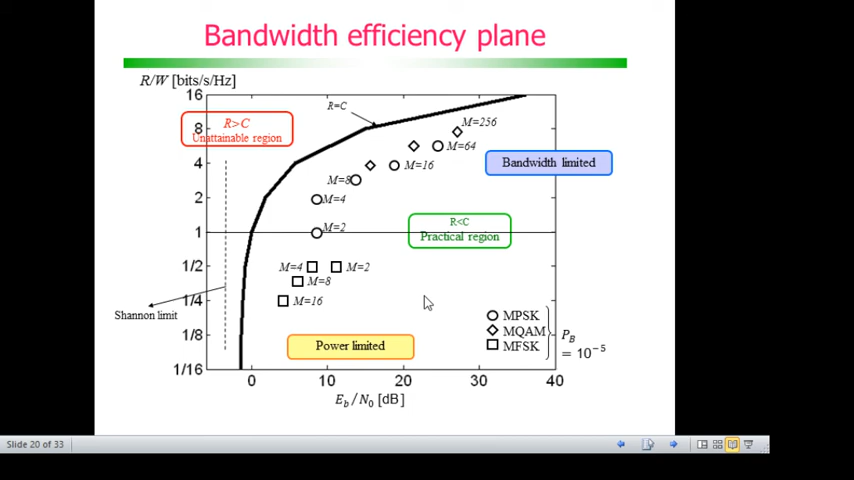 Bandwidth efficiency plane
R/W [bits/s/Hz]
16
R=C
R>C
Unattainable region
8
M=256
M=64
4
M=16
Bandwidth limited
M=8
2
M=4
R<C
Practical region
M=2
1
1/2
M=4
M=2
M=8
1/4
M=16
Shannon limit
MPSK
MQAM
MFSK
P_B
= 10^{-5}
1/8
Power limited
1/16
0 10 20 30 40
E_b/N_0 [dB]
Slide 20 of 33